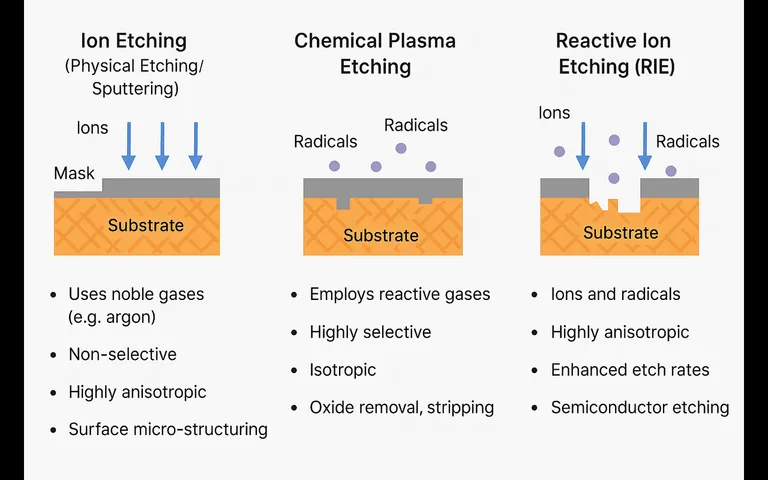 Ion Etching
(Physical Etching/
Sputtering)
Ions
Mask
Substrate
• Uses noble gases
(e.g. argon)
• Non-selective
• Highly anisotropic
• Surface micro-structuring
Chemical Plasma
Etching
Radicals
Radicals
Substrate
• Employs reactive gases
• Highly selective
• Isotropic
• Oxide removal, stripping
Reactive Ion
Etching (RIE)
Ions
Radicals
Substrate
• Ions and radicals
• Highly anisotropic
• Enhanced etch rates
• Semiconductor etching